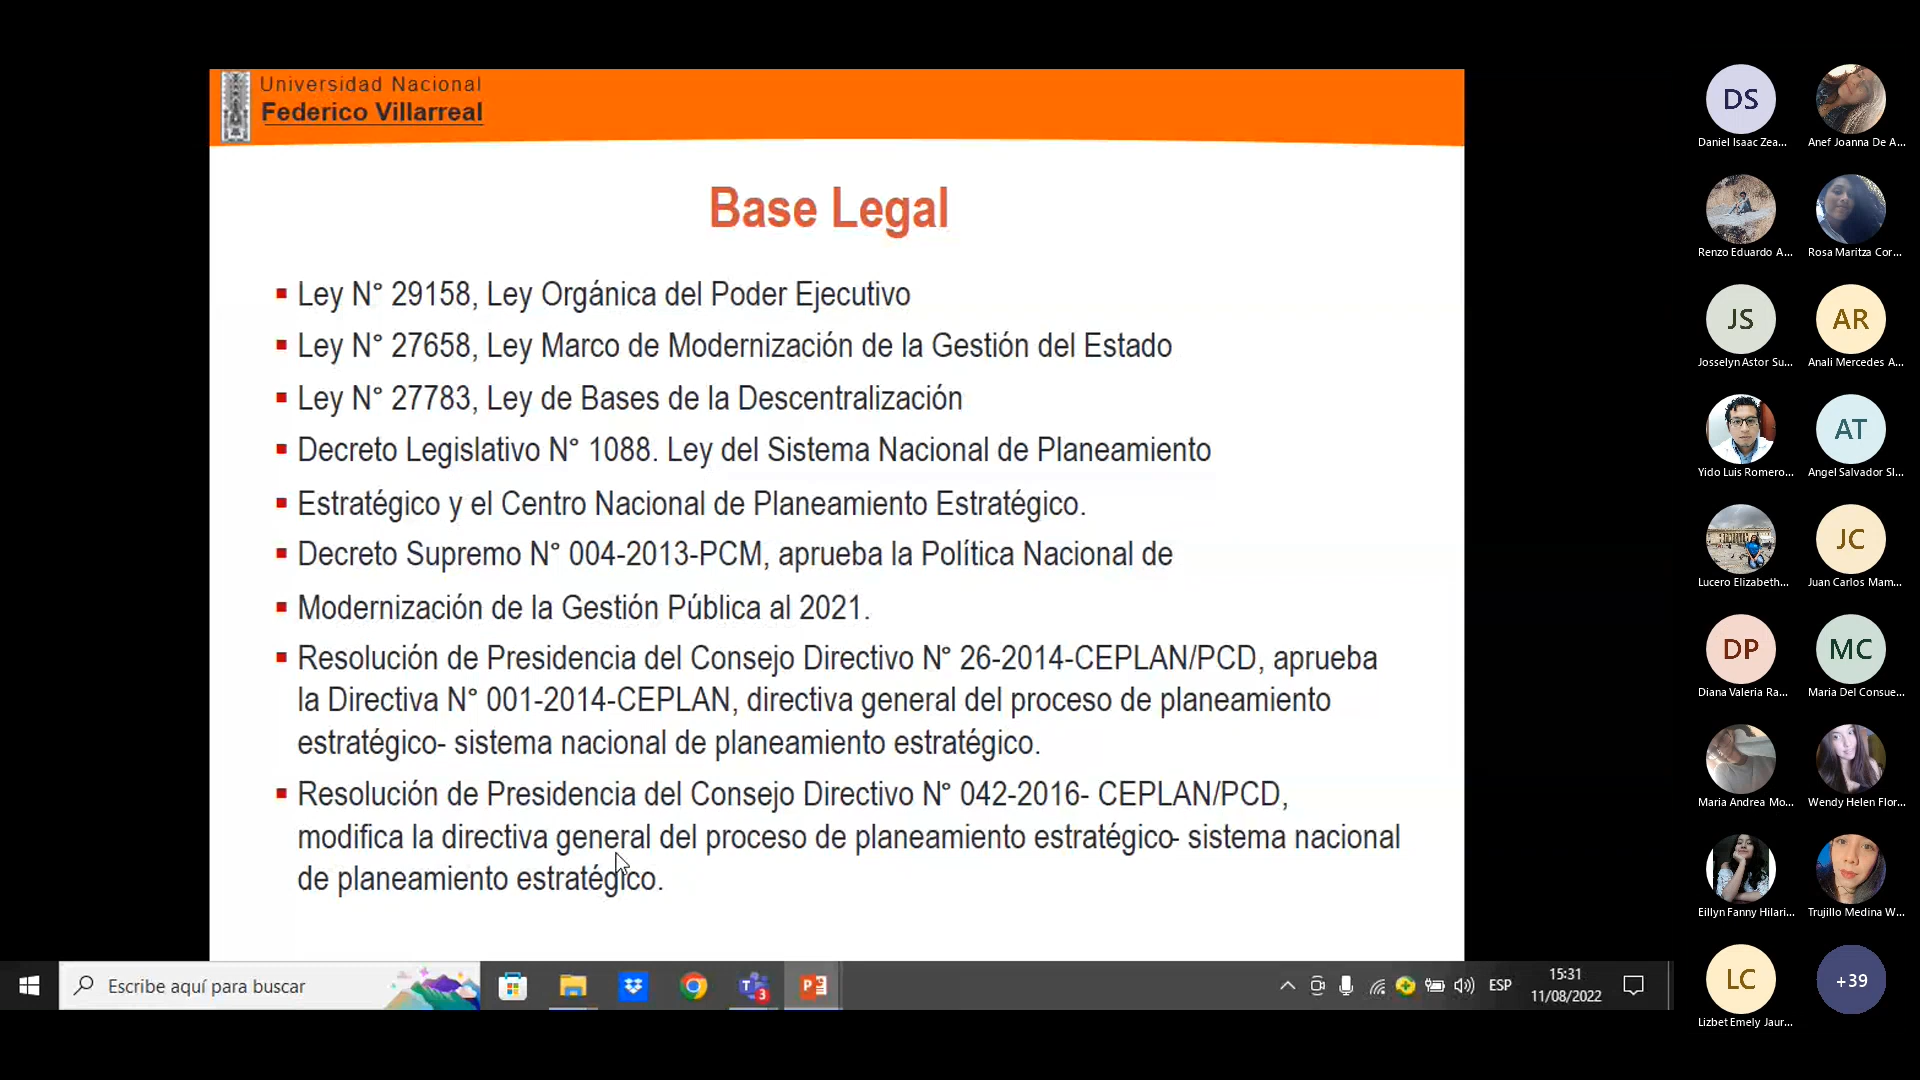 Universidad Nacional
Federico Villarreal
Base Legal
▪ Ley N° 29158, Ley Orgánica del Poder Ejecutivo
▪ Ley N° 27658, Ley Marco de Modernización de la Gestión del Estado
▪ Ley N° 27783, Ley de Bases de la Descentralización
▪ Decreto Legislativo N° 1088. Ley del Sistema Nacional de Planeamiento
▪ Estratégico y el Centro Nacional de Planeamiento Estratégico.
▪ Decreto Supremo N° 004-2013-PCM, aprueba la Política Nacional de
▪ Modernización de la Gestión Pública al 2021.
▪ Resolución de Presidencia del Consejo Directivo N° 26-2014-CEPLAN/PCD, aprueba
la Directiva N° 001-2014-CEPLAN, directiva general del proceso de planeamiento
estratégico- sistema nacional de planeamiento estratégico.
▪ Resolución de Presidencia del Consejo Directivo N° 042-2016- CEPLAN/PCD,
modifica la directiva general del proceso de planeamiento estratégico- sistema nacional
de planeamiento estratégico.
Escribe aquí para buscar
T
3
P
ESP
15:31
11/08/2022
DS
Daniel Isaac Zea...
Anef Joanna De A...
Renzo Eduardo A...
Rosa Maritza Cor...
JS
Josselyn Astor Su...
AR
Anali Mercedes A...
Yido Luis Romero...
AT
Angel Salvador Sl...
Lucero Elizabeth...
JC
Juan Carlos Mam...
DP
Diana Valeria Ra...
MC
Maria Del Consue...
Maria Andrea Mo...
Wendy Helen Flor...
Eillyn Fanny Hilari...
Trujillo Medina W...
LC
Lizbet Emely Jaur...
+39